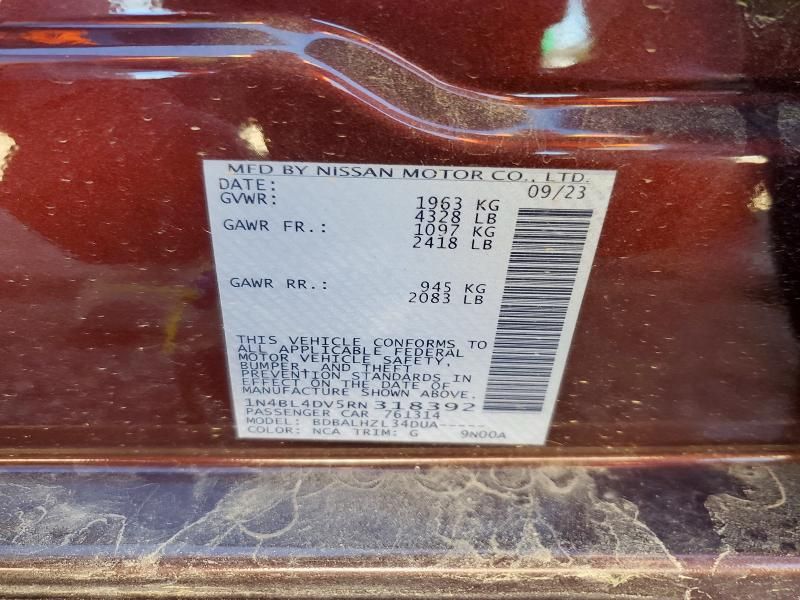 MFD BY NISSAN MOTOR CO., LTD.
DATE: 09/23
GVWR: 1963 KG
4328 LB
GAWR FR.: 1097 KG
2418 LB
GAWR RR.: 945 KG
2083 LB
THIS VEHICLE CONFORMS TO
ALL APPLICABLE FEDERAL
MOTOR VEHICLE SAFETY,
BUMPER, AND THEFT
PREVENTION STANDARDS IN
EFFECT ON THE DATE OF
MANUFACTURE SHOWN ABOVE.
1N4BL4DV5RN318392
PASSENGER CAR 761314
MODEL: BDBALHZL34DUA-----
COLOR: NCA TRIM: G 9N00A